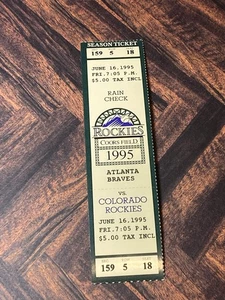 SEASON TICKET
159 5 18
JUNE 16,1995
FRI.7:05 P.M.
$5.00 TAX INCL
RAIN
CHECK
ROCKIES
COORS FIELD
1995
ATLANTA
BRAVES
VS.
COLORADO
ROCKIES
JUNE 16,1995
FRI.7:05 P.M.
$5.00 TAX INCL
159 5 18